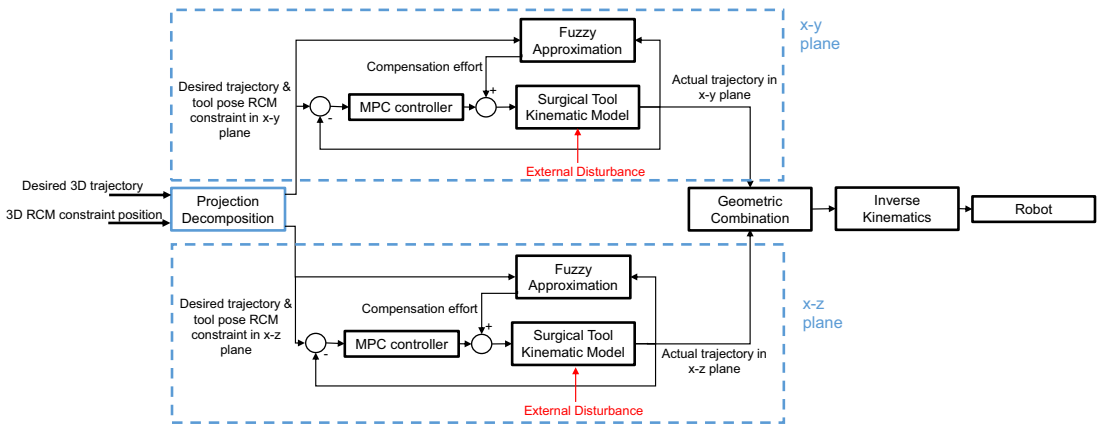 x-y
plane
Fuzzy
Approximation
Compensation effort
+
Desired trajectory &
tool pose RCM
constraint in x-y
plane
-
MPC controller
Surgical Tool
Kinematic Model
Actual trajectory in
x-y plane
External Disturbance
Desired 3D trajectory
3D RCM constraint position
Projection
Decomposition
Geometric
Combination
Inverse
Kinematics
Robot
x-z
plane
Fuzzy
Approximation
Compensation effort
+
Desired trajectory &
tool pose RCM
constraint in x-z
plane
-
MPC controller
Surgical Tool
Kinematic Model
Actual trajectory in
x-z plane
External Disturbance